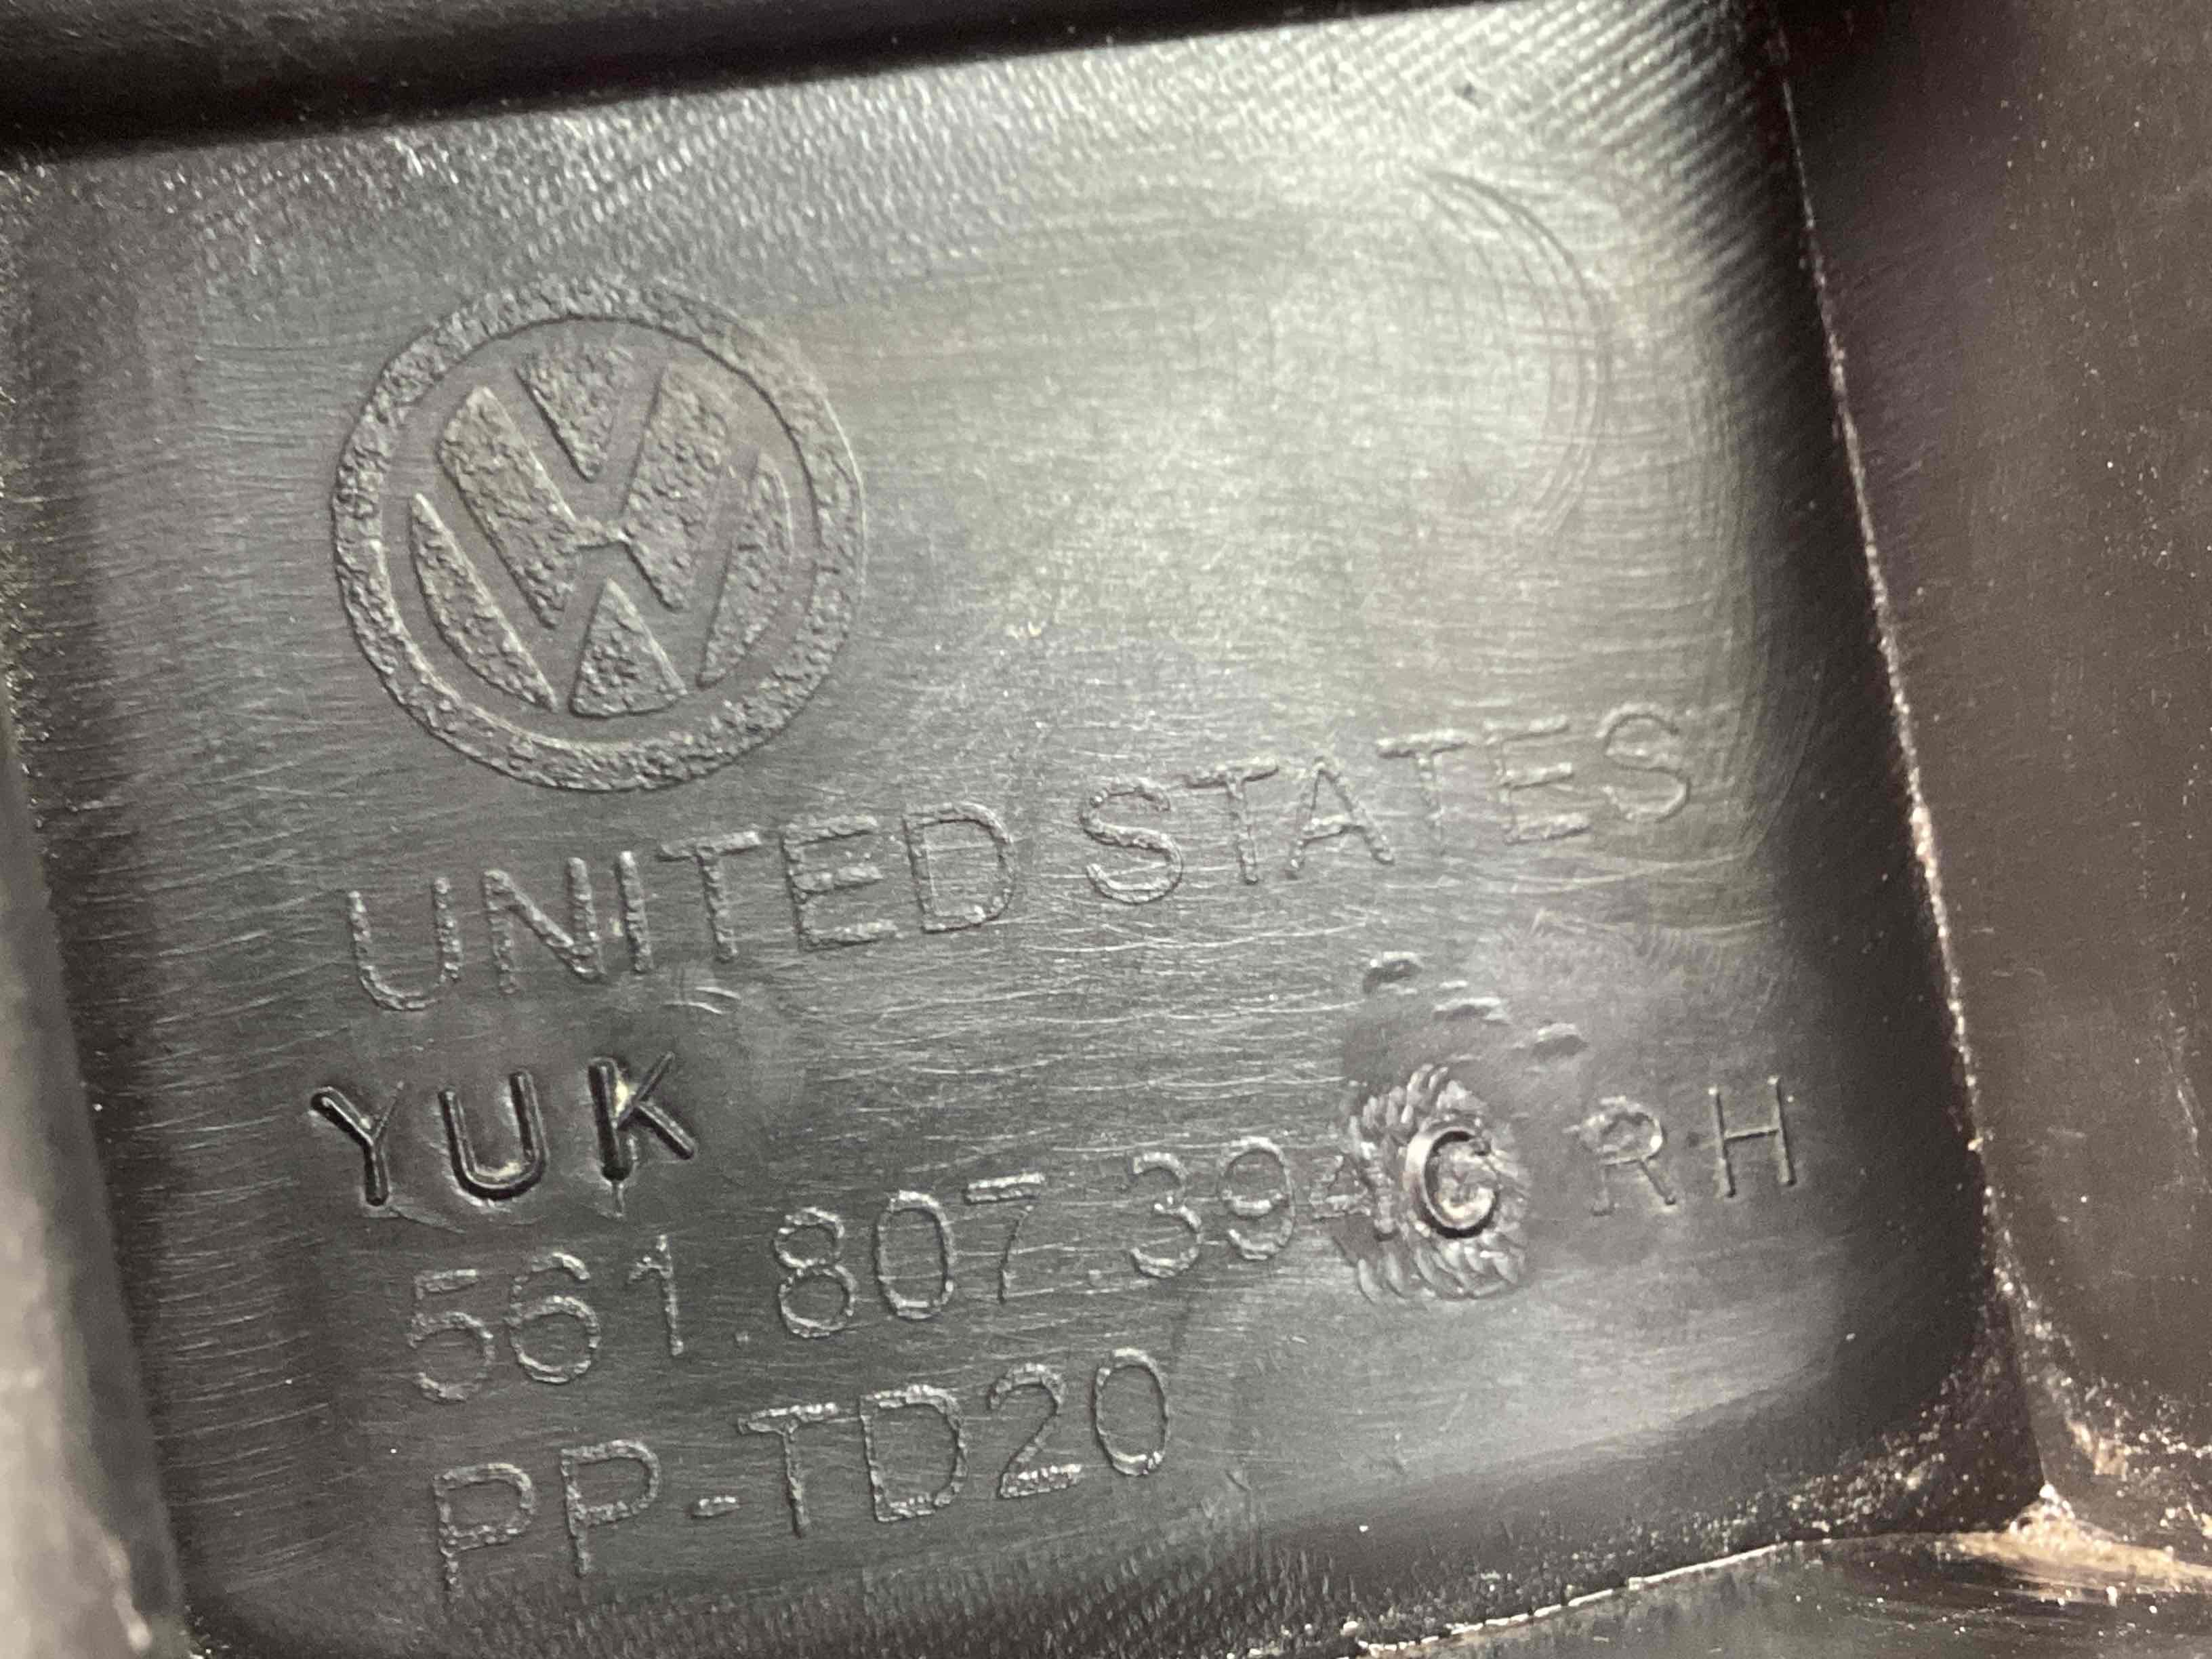 UNITED STATES
YUK
561.807.394 C RH
PP-TD20